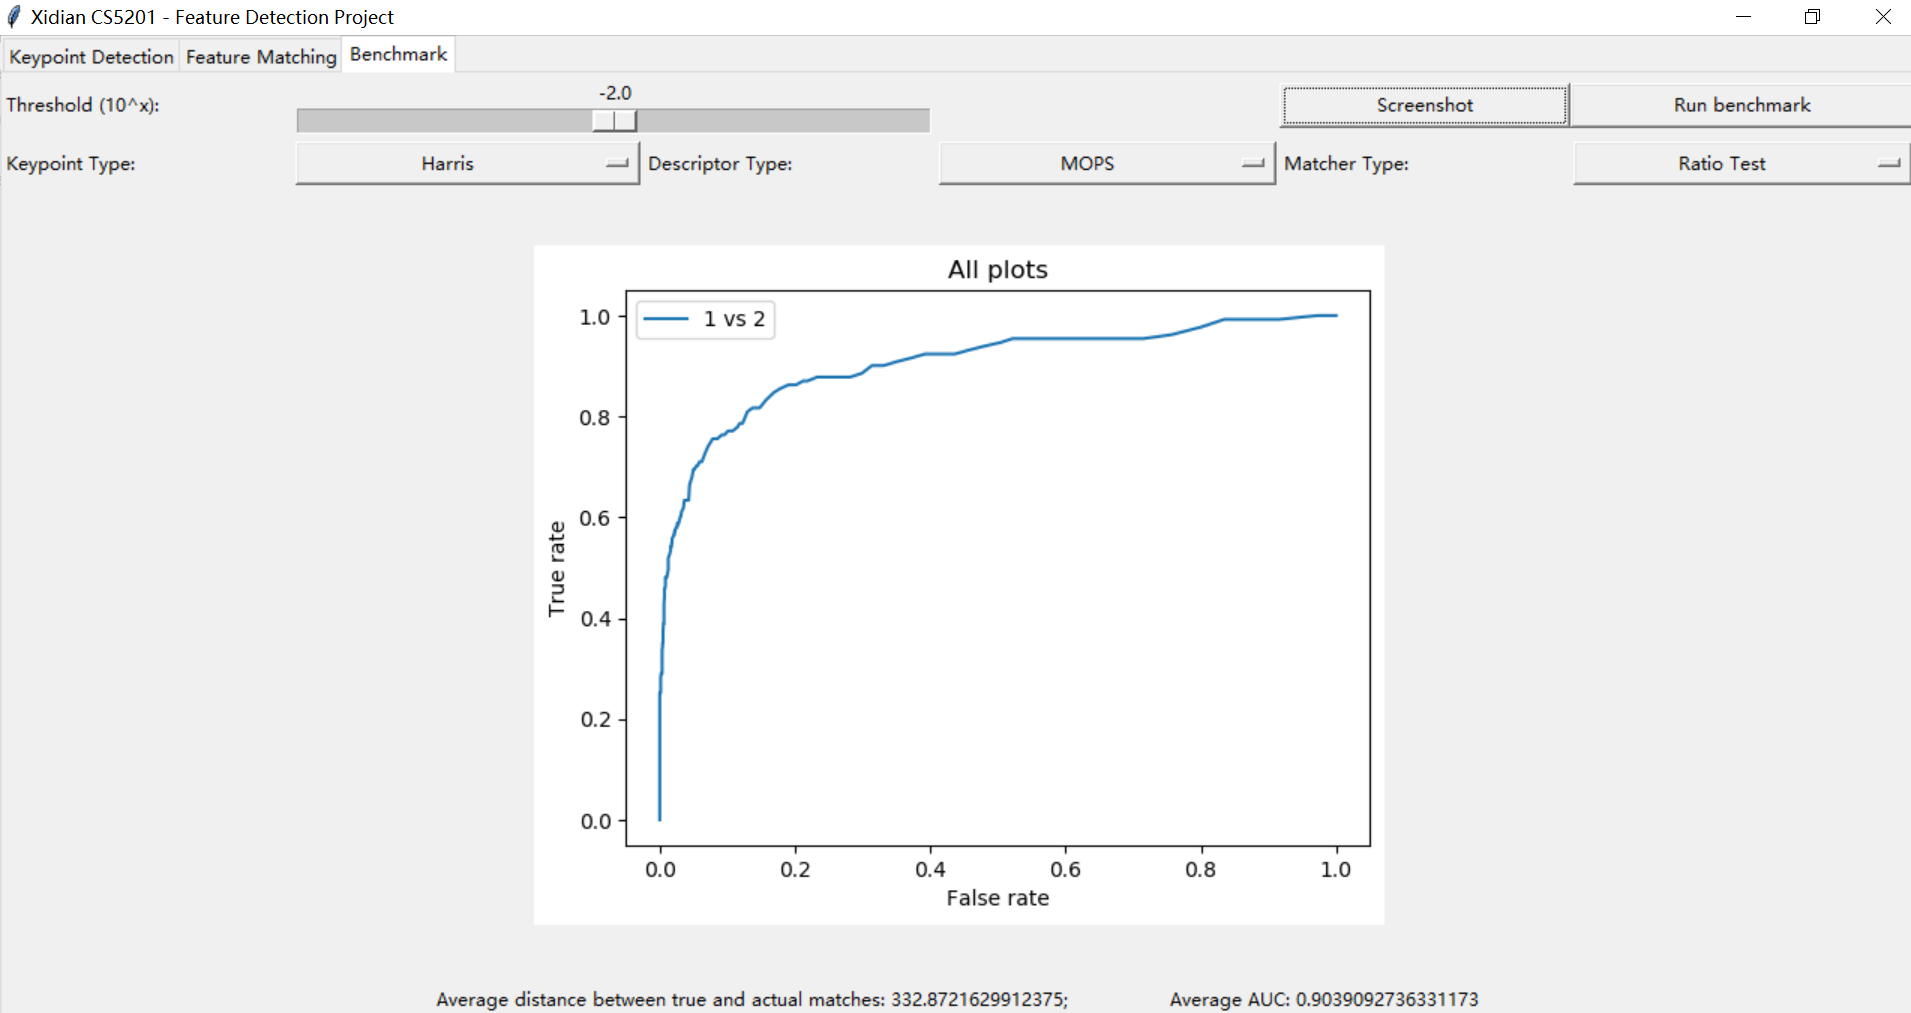 Xidian CS5201 - Feature Detection Project
Keypoint Detection Feature Matching Benchmark
-2.0
Threshold (10^x): Screenshot Run benchmark
Keypoint Type: Harris Descriptor Type: MOPS Matcher Type: Ratio Test
All plots
1 vs 2
1.0
0.8
0.6
0.4
0.2
0.0
True rate
0.0 0.2 0.4 0.6 0.8 1.0
False rate
Average distance between true and actual matches: 332.8721629912375; Average AUC: 0.9039092736331173